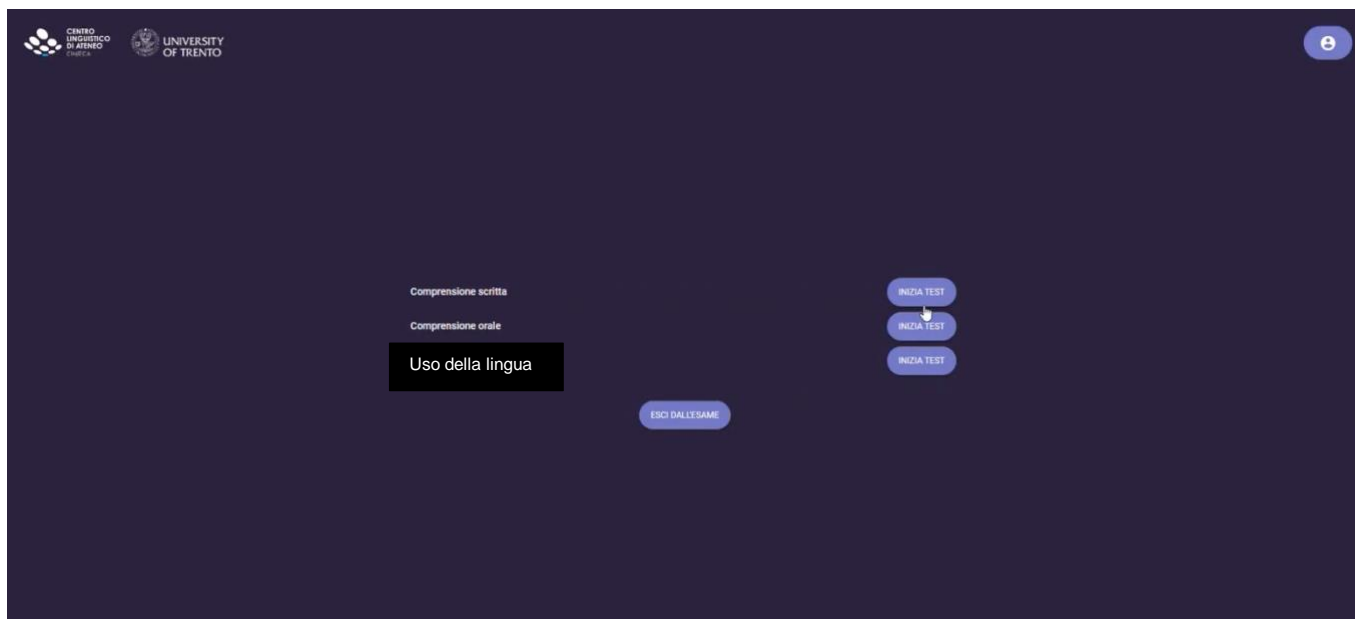 CENTRO
LINGUISTICO
DI ATENEO
CINECA
UNIVERSITY
OF TRENTO
Comprensione scritta
INIZIA TEST
Comprensione orale
INIZIA TEST
Uso della lingua
INIZIA TEST
ESCI DALL'ESAME